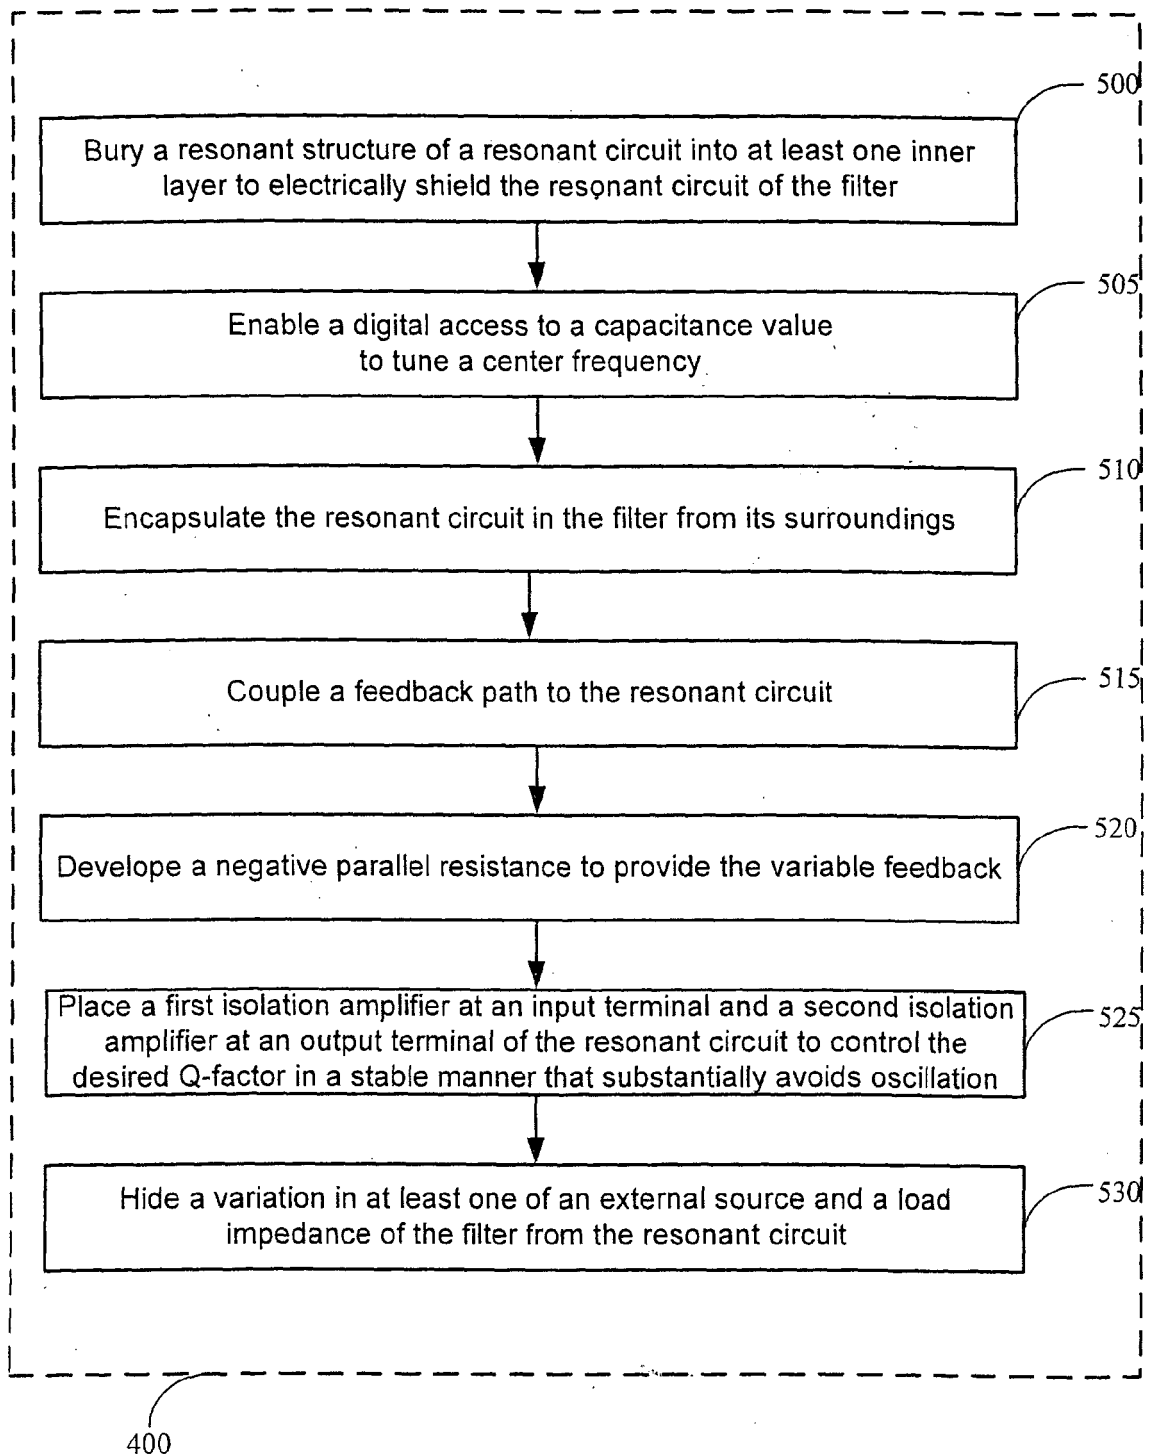 500
Bury a resonant structure of a resonant circuit into at least one inner
layer to electrically shield the resonant circuit of the filter
505
Enable a digital access to a capacitance value
to tune a center frequency
510
Encapsulate the resonant circuit in the filter from its surroundings
515
Couple a feedback path to the resonant circuit
520
Develope a negative parallel resistance to provide the variable feedback
525
Place a first isolation amplifier at an input terminal and a second isolation
amplifier at an output terminal of the resonant circuit to control the
desired Q-factor in a stable manner that substantially avoids oscillation
530
Hide a variation in at least one of an external source and a load
impedance of the filter from the resonant circuit
400